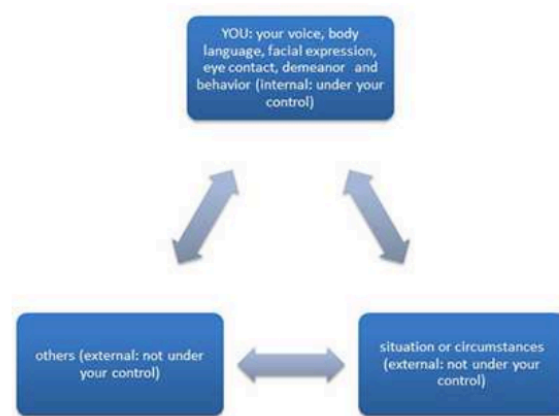 YOU: your voice, body
language, facial expression,
eye contact, demeanor and
behavior (internal: under your
control)
others (external: not under
your control)
situation or circumstances
(external: not under your
control)